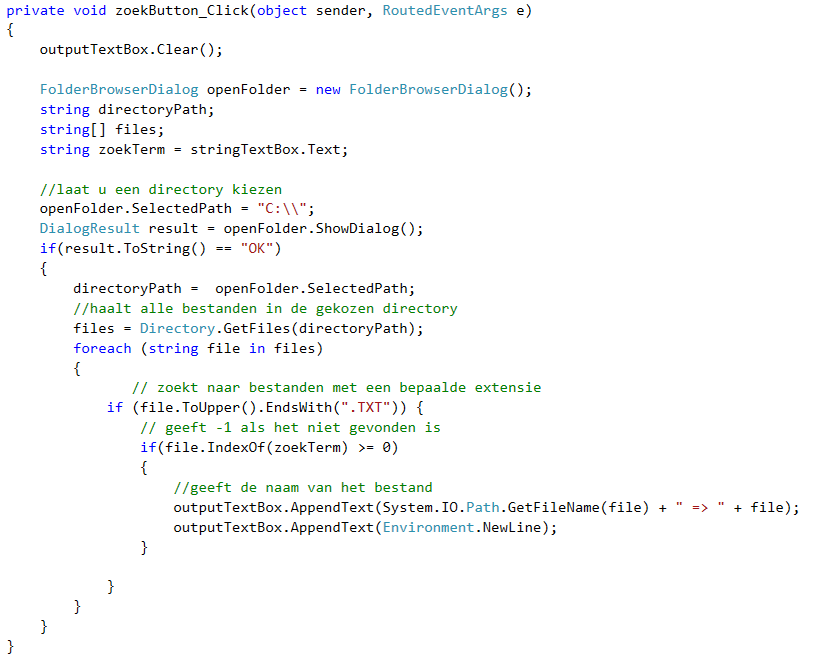 private void zoekButton_Click(object sender, RoutedEventArgs e)
{
    outputTextBox.Clear();

    FolderBrowserDialog openFolder = new FolderBrowserDialog();
    string directoryPath;
    string[] files;
    string zoekTerm = stringTextBox.Text;

    //laat u een directory kiezen
    openFolder.SelectedPath = "C:\\";
    DialogResult result = openFolder.ShowDialog();
    if(result.ToString() == "OK")
    {
        directoryPath =  openFolder.SelectedPath;
        //haalt alle bestanden in de gekozen directory
        files = Directory.GetFiles(directoryPath);
        foreach (string file in files)
        {
               // zoekt naar bestanden met een bepaalde extensie
            if (file.ToUpper().EndsWith(".TXT")) {
                // geeft -1 als het niet gevonden is
                if(file.IndexOf(zoekTerm) >= 0)
                {
                    //geeft de naam van het bestand
                    outputTextBox.AppendText(System.IO.Path.GetFileName(file) + " => " + file);
                    outputTextBox.AppendText(Environment.NewLine);
                }

            }
        }
    }
}